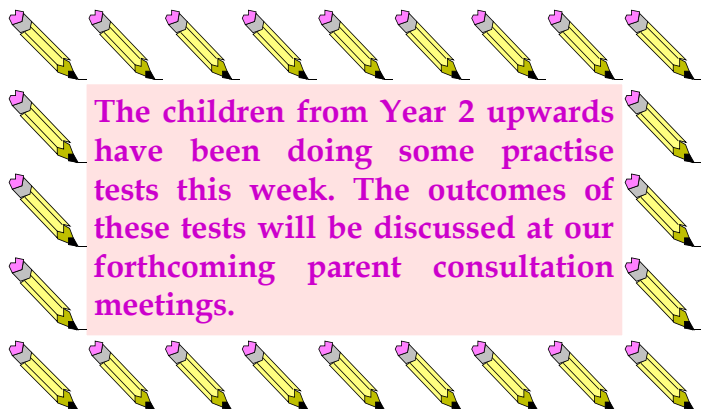 The children from Year 2 upwards
have been doing some practise
tests this week. The outcomes of
these tests will be discussed at our
forthcoming parent consultation
meetings.